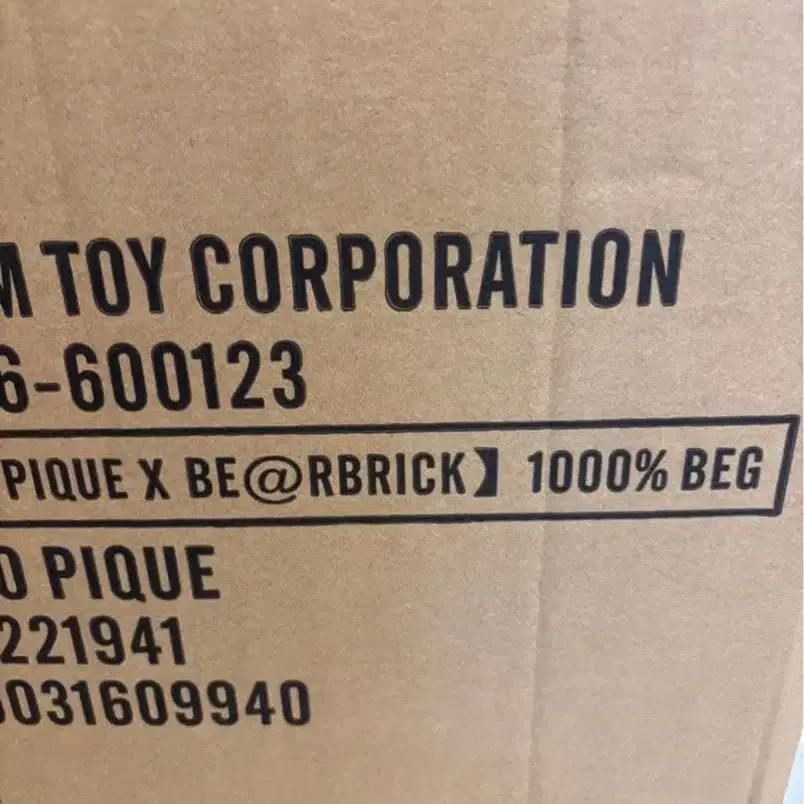 M TOY CORPORATION
6-600123
PIQUE X BE@RBRICK】 1000% BEG
O PIQUE
221941
031609940